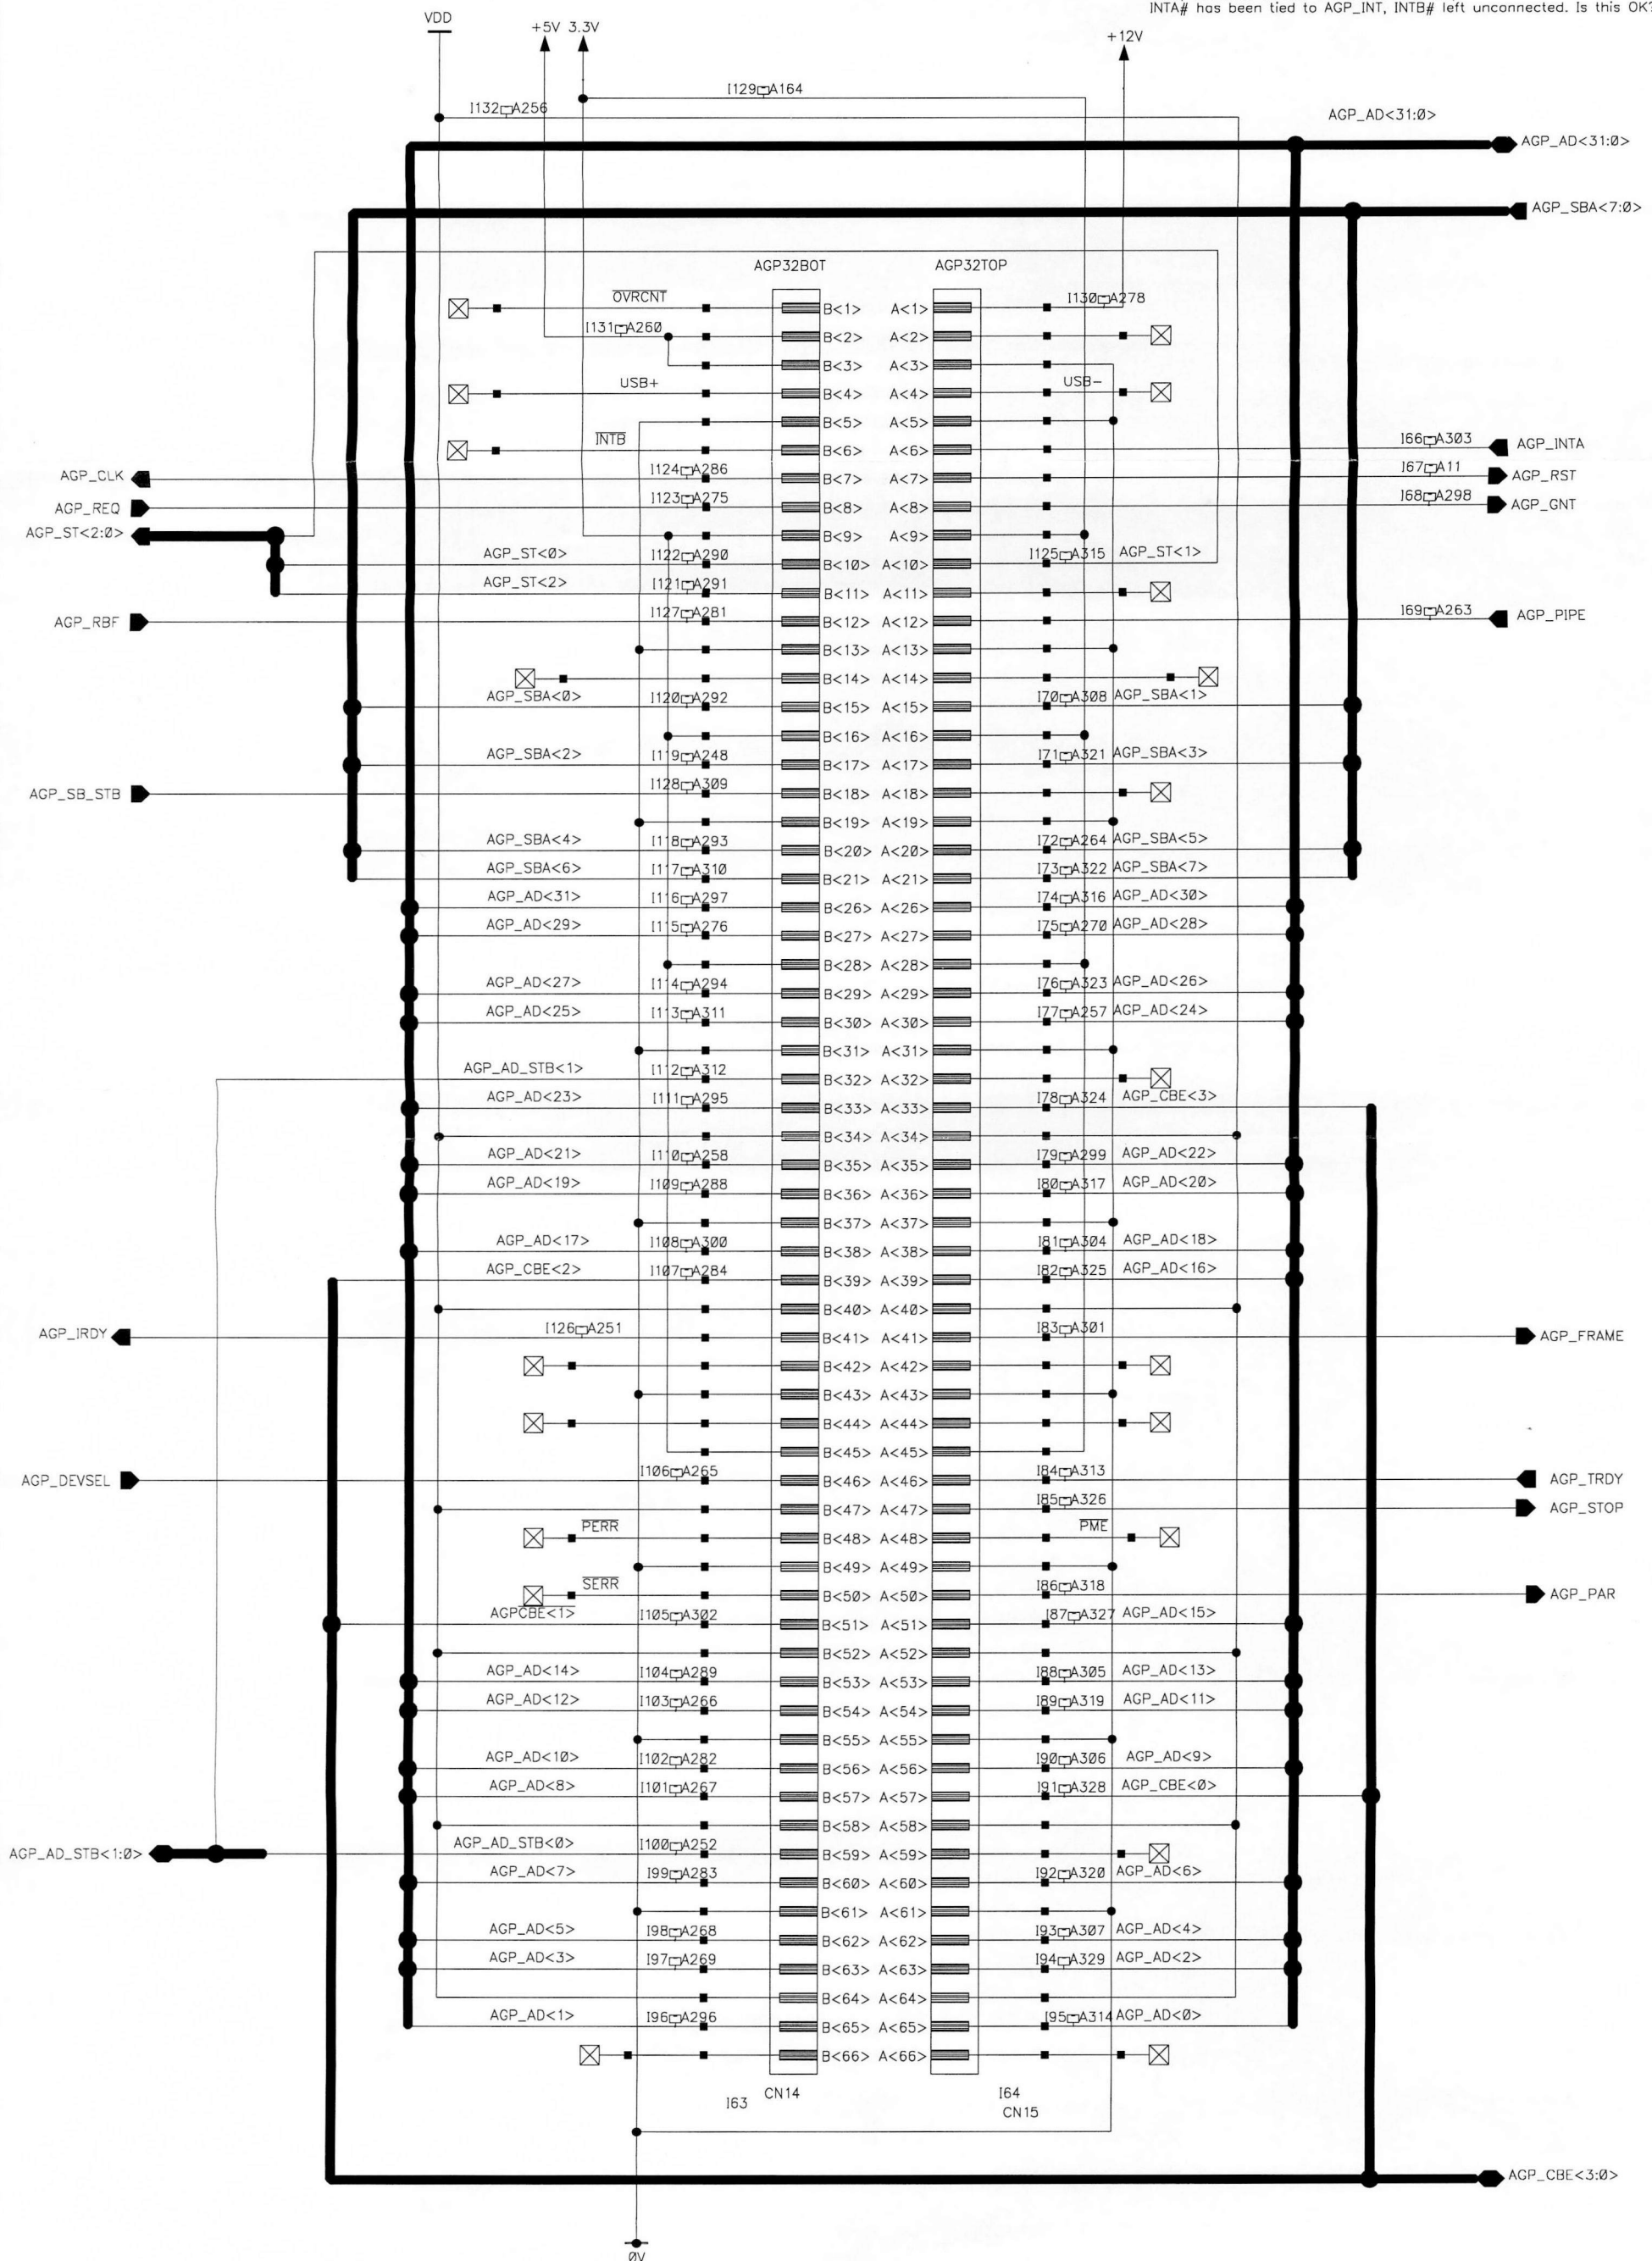 INTA# has been tied to AGP_INT, INTB# left unconnected. Is this OK?
VDD
+5V 3.3V
+12V
I129 A164
I132 A256
AGP_AD<31:0>
AGP_AD<31:0>
AGP_SBA<7:0>
AGP32BOT AGP32TOP
OVRCNT B<1> A<1> I130 A278
I131 A260 B<2> A<2>
B<3> A<3>
USB+ B<4> A<4> USB-
B<5> A<5>
INTB B<6> A<6> I66 A303 AGP_INTA
AGP_CLK I124 A286 B<7> A<7> I67 A11 AGP_RST
AGP_REQ I123 A275 B<8> A<8> I68 A298 AGP_GNT
AGP_ST<2:0> B<9> A<9>
AGP_ST<0> I122 A290 B<10> A<10> I125 A315 AGP_ST<1>
AGP_ST<2> I121 A291 B<11> A<11>
AGP_RBF I127 A281 B<12> A<12> I69 A263 AGP_PIPE
B<13> A<13>
B<14> A<14>
AGP_SBA<0> I120 A292 B<15> A<15> I70 A308 AGP_SBA<1>
B<16> A<16>
AGP_SBA<2> I119 A248 B<17> A<17> I71 A321 AGP_SBA<3>
AGP_SB_STB I128 A309 B<18> A<18>
B<19> A<19>
AGP_SBA<4> I118 A293 B<20> A<20> I72 A264 AGP_SBA<5>
AGP_SBA<6> I117 A310 B<21> A<21> I73 A322 AGP_SBA<7>
AGP_AD<31> I116 A297 B<26> A<26> I74 A316 AGP_AD<30>
AGP_AD<29> I115 A276 B<27> A<27> I75 A270 AGP_AD<28>
B<28> A<28>
AGP_AD<27> I114 A294 B<29> A<29> I76 A323 AGP_AD<26>
AGP_AD<25> I113 A311 B<30> A<30> I77 A257 AGP_AD<24>
B<31> A<31>
AGP_AD_STB<1> I112 A312 B<32> A<32>
AGP_AD<23> I111 A295 B<33> A<33> I78 A324 AGP_CBE<3>
B<34> A<34>
AGP_AD<21> I110 A258 B<35> A<35> I79 A299 AGP_AD<22>
AGP_AD<19> I109 A288 B<36> A<36> I80 A317 AGP_AD<20>
B<37> A<37>
AGP_AD<17> I108 A300 B<38> A<38> I81 A304 AGP_AD<18>
AGP_CBE<2> I107 A284 B<39> A<39> I82 A325 AGP_AD<16>
B<40> A<40>
AGP_IRDY I126 A251 B<41> A<41> I83 A301 AGP_FRAME
B<42> A<42>
B<43> A<43>
B<44> A<44>
B<45> A<45>
AGP_DEVSEL I106 A265 B<46> A<46> I84 A313 AGP_TRDY
B<47> A<47> I85 A326 AGP_STOP
PERR B<48> A<48> PME
B<49> A<49>
SERR B<50> A<50> I86 A318 AGP_PAR
AGPCBE<1> I105 A302 B<51> A<51> I87 A327 AGP_AD<15>
B<52> A<52>
AGP_AD<14> I104 A289 B<53> A<53> I88 A305 AGP_AD<13>
AGP_AD<12> I103 A266 B<54> A<54> I89 A319 AGP_AD<11>
B<55> A<55>
AGP_AD<10> I102 A282 B<56> A<56> I90 A306 AGP_AD<9>
AGP_AD<8> I101 A267 B<57> A<57> I91 A328 AGP_CBE<0>
B<58> A<58>
AGP_AD_STB<1:0> AGP_AD_STB<0> I100 A252 B<59> A<59>
AGP_AD<7> I99 A283 B<60> A<60> I92 A320 AGP_AD<6>
B<61> A<61>
AGP_AD<5> I98 A268 B<62> A<62> I93 A307 AGP_AD<4>
AGP_AD<3> I97 A269 B<63> A<63> I94 A329 AGP_AD<2>
B<64> A<64>
AGP_AD<1> I96 A296 B<65> A<65> I95 A314 AGP_AD<0>
B<66> A<66>
I63 CN14 I64
CN15
AGP_CBE<3:0>
0V